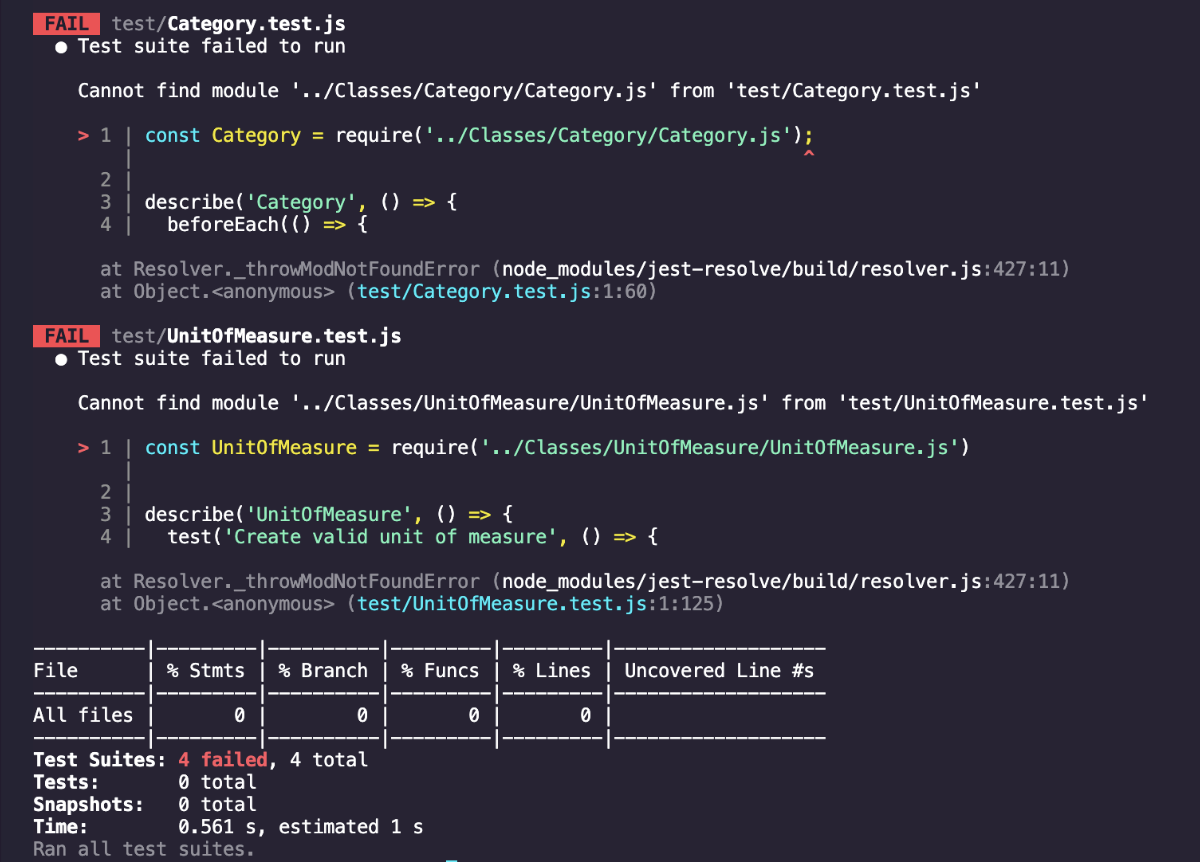 FAIL test/Category.test.js
● Test suite failed to run
Cannot find module '../Classes/Category/Category.js' from 'test/Category.test.js'
> 1 | const Category = require('../Classes/Category/Category.js');
|                                                            ^
2 |
3 | describe('Category', () => {
4 |   beforeEach(() => {
at Resolver._throwModNotFoundError (node_modules/jest-resolve/build/resolver.js:427:11)
at Object.<anonymous> (test/Category.test.js:1:60)
FAIL test/UnitOfMeasure.test.js
● Test suite failed to run
Cannot find module '../Classes/UnitOfMeasure/UnitOfMeasure.js' from 'test/UnitOfMeasure.test.js'
> 1 | const UnitOfMeasure = require('../Classes/UnitOfMeasure/UnitOfMeasure.js')
|
2 |
3 | describe('UnitOfMeasure', () => {
4 |   test('Create valid unit of measure', () => {
at Resolver._throwModNotFoundError (node_modules/jest-resolve/build/resolver.js:427:11)
at Object.<anonymous> (test/UnitOfMeasure.test.js:1:125)
----------|---------|----------|---------|---------|-------------------
File      | % Stmts | % Branch | % Funcs | % Lines | Uncovered Line #s
----------|---------|----------|---------|---------|-------------------
All files |       0 |        0 |       0 |       0 |
----------|---------|----------|---------|---------|-------------------
Test Suites: 4 failed, 4 total
Tests:       0 total
Snapshots:   0 total
Time:        0.561 s, estimated 1 s
Ran all test suites.